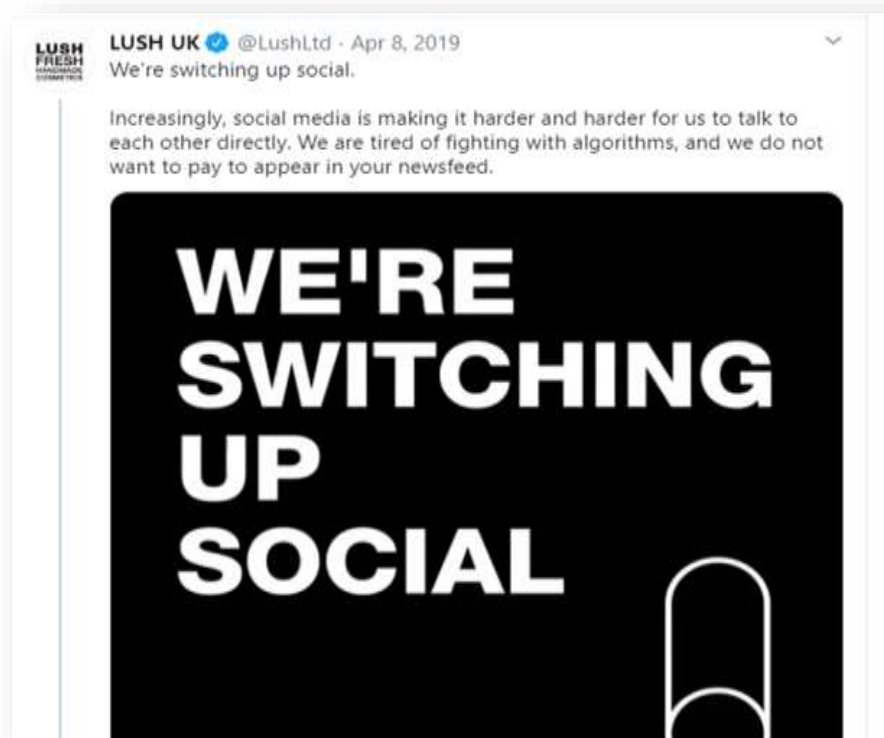 LUSH UK @LushLtd · Apr 8, 2019
LUSH
FRESH
HANDMADE
COSMETICS
We're switching up social.
Increasingly, social media is making it harder and harder for us to talk to
each other directly. We are tired of fighting with algorithms, and we do not
want to pay to appear in your newsfeed.
WE'RE
SWITCHING
UP
SOCIAL